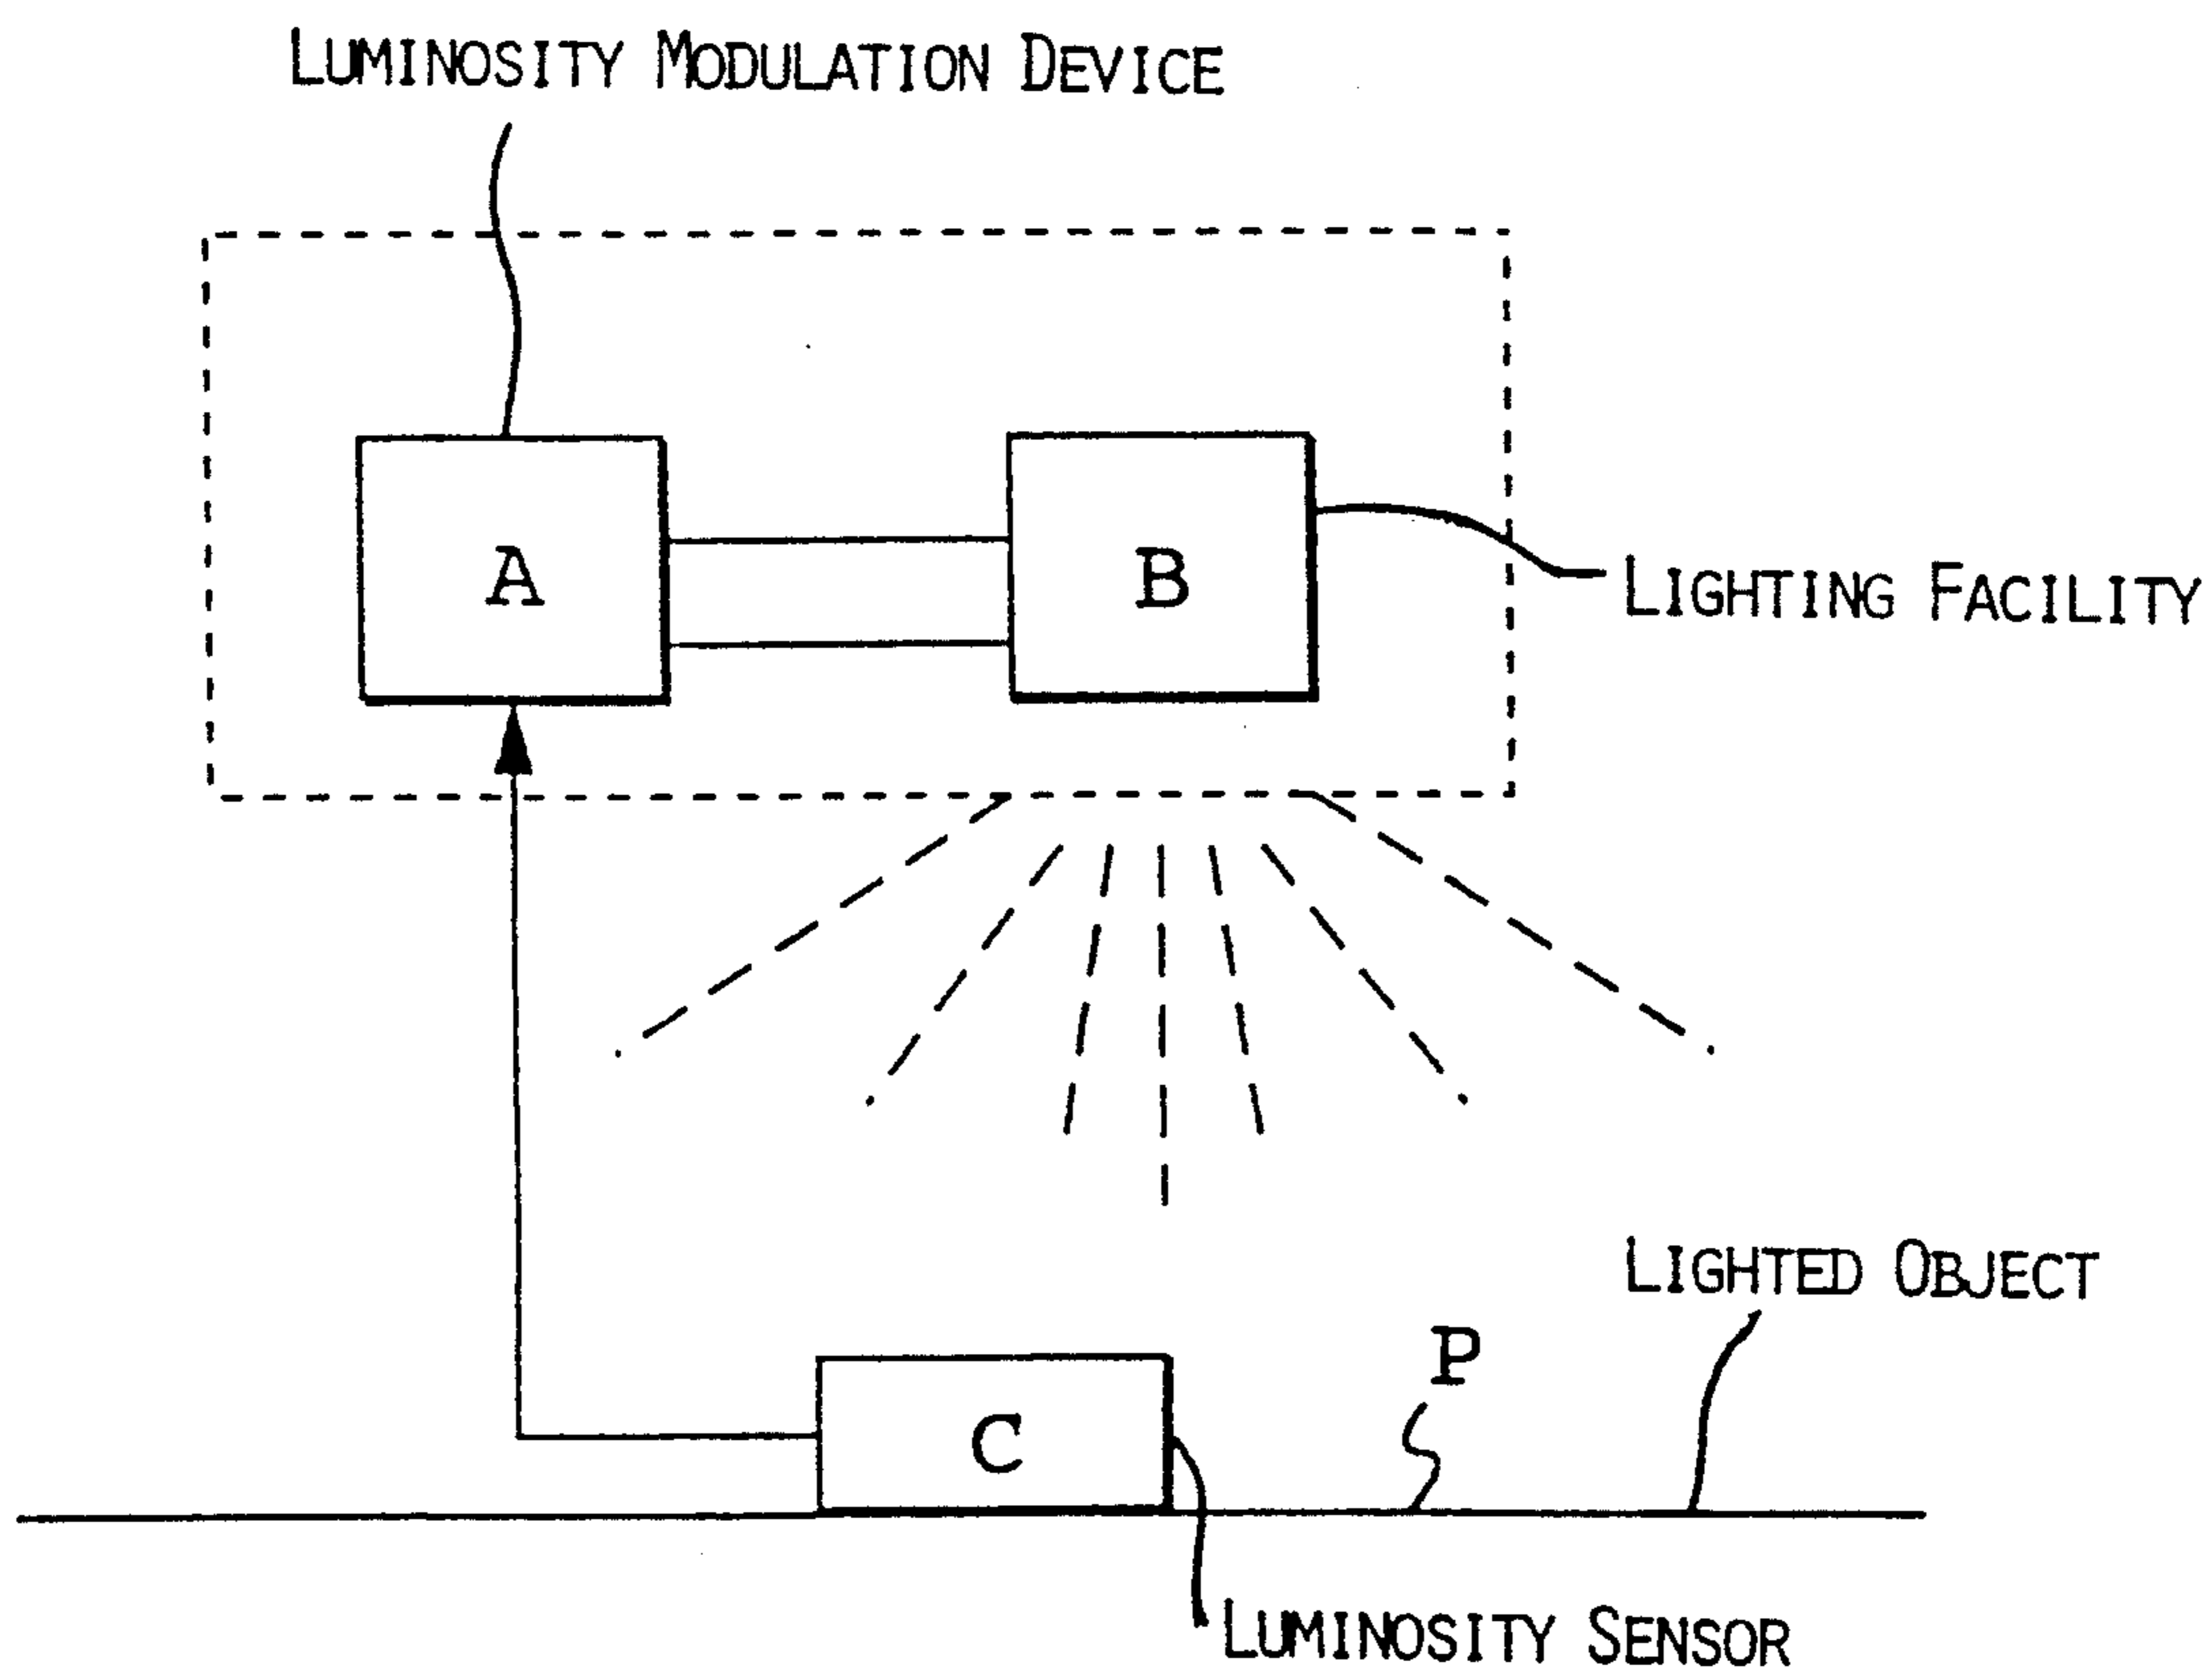 LUMINOSITY MODULATION DEVICE
A
B
LIGHTING FACILITY
LIGHTED OBJECT
P
C
LUMINOSITY SENSOR